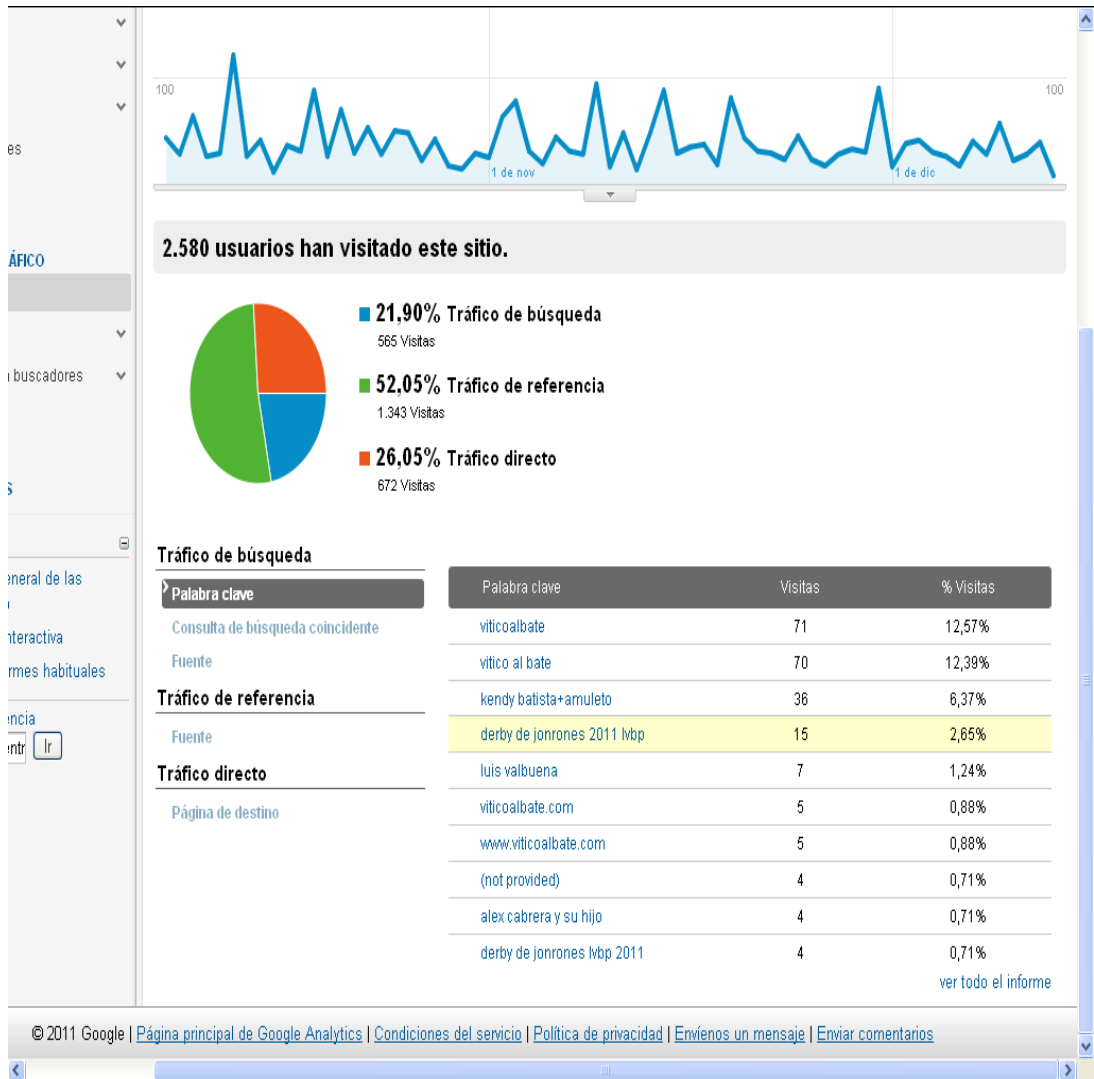 100
100
1 de nov
1 de dic
es
ÁFICO
buscadores
S
eneral de las
nteractiva
rmes habituales
encia
entr Ir
2.580 usuarios han visitado este sitio.
21,90% Tráfico de búsqueda
565 Visitas
52,05% Tráfico de referencia
1.343 Visitas
26,05% Tráfico directo
672 Visitas
Tráfico de búsqueda
Palabra clave
Consulta de búsqueda coincidente
Fuente
Tráfico de referencia
Fuente
Tráfico directo
Página de destino
Palabra clave Visitas % Visitas
viticoalbate 71 12,57%
vitico al bate 70 12,39%
kendy batista+amuleto 36 6,37%
derby de jonrones 2011 lvbp 15 2,65%
luis valbuena 7 1,24%
viticoalbate.com 5 0,88%
www.viticoalbate.com 5 0,88%
(not provided) 4 0,71%
alex cabrera y su hijo 4 0,71%
derby de jonrones lvbp 2011 4 0,71%
ver todo el informe
© 2011 Google | Página principal de Google Analytics | Condiciones del servicio | Política de privacidad | Envíenos un mensaje | Enviar comentarios